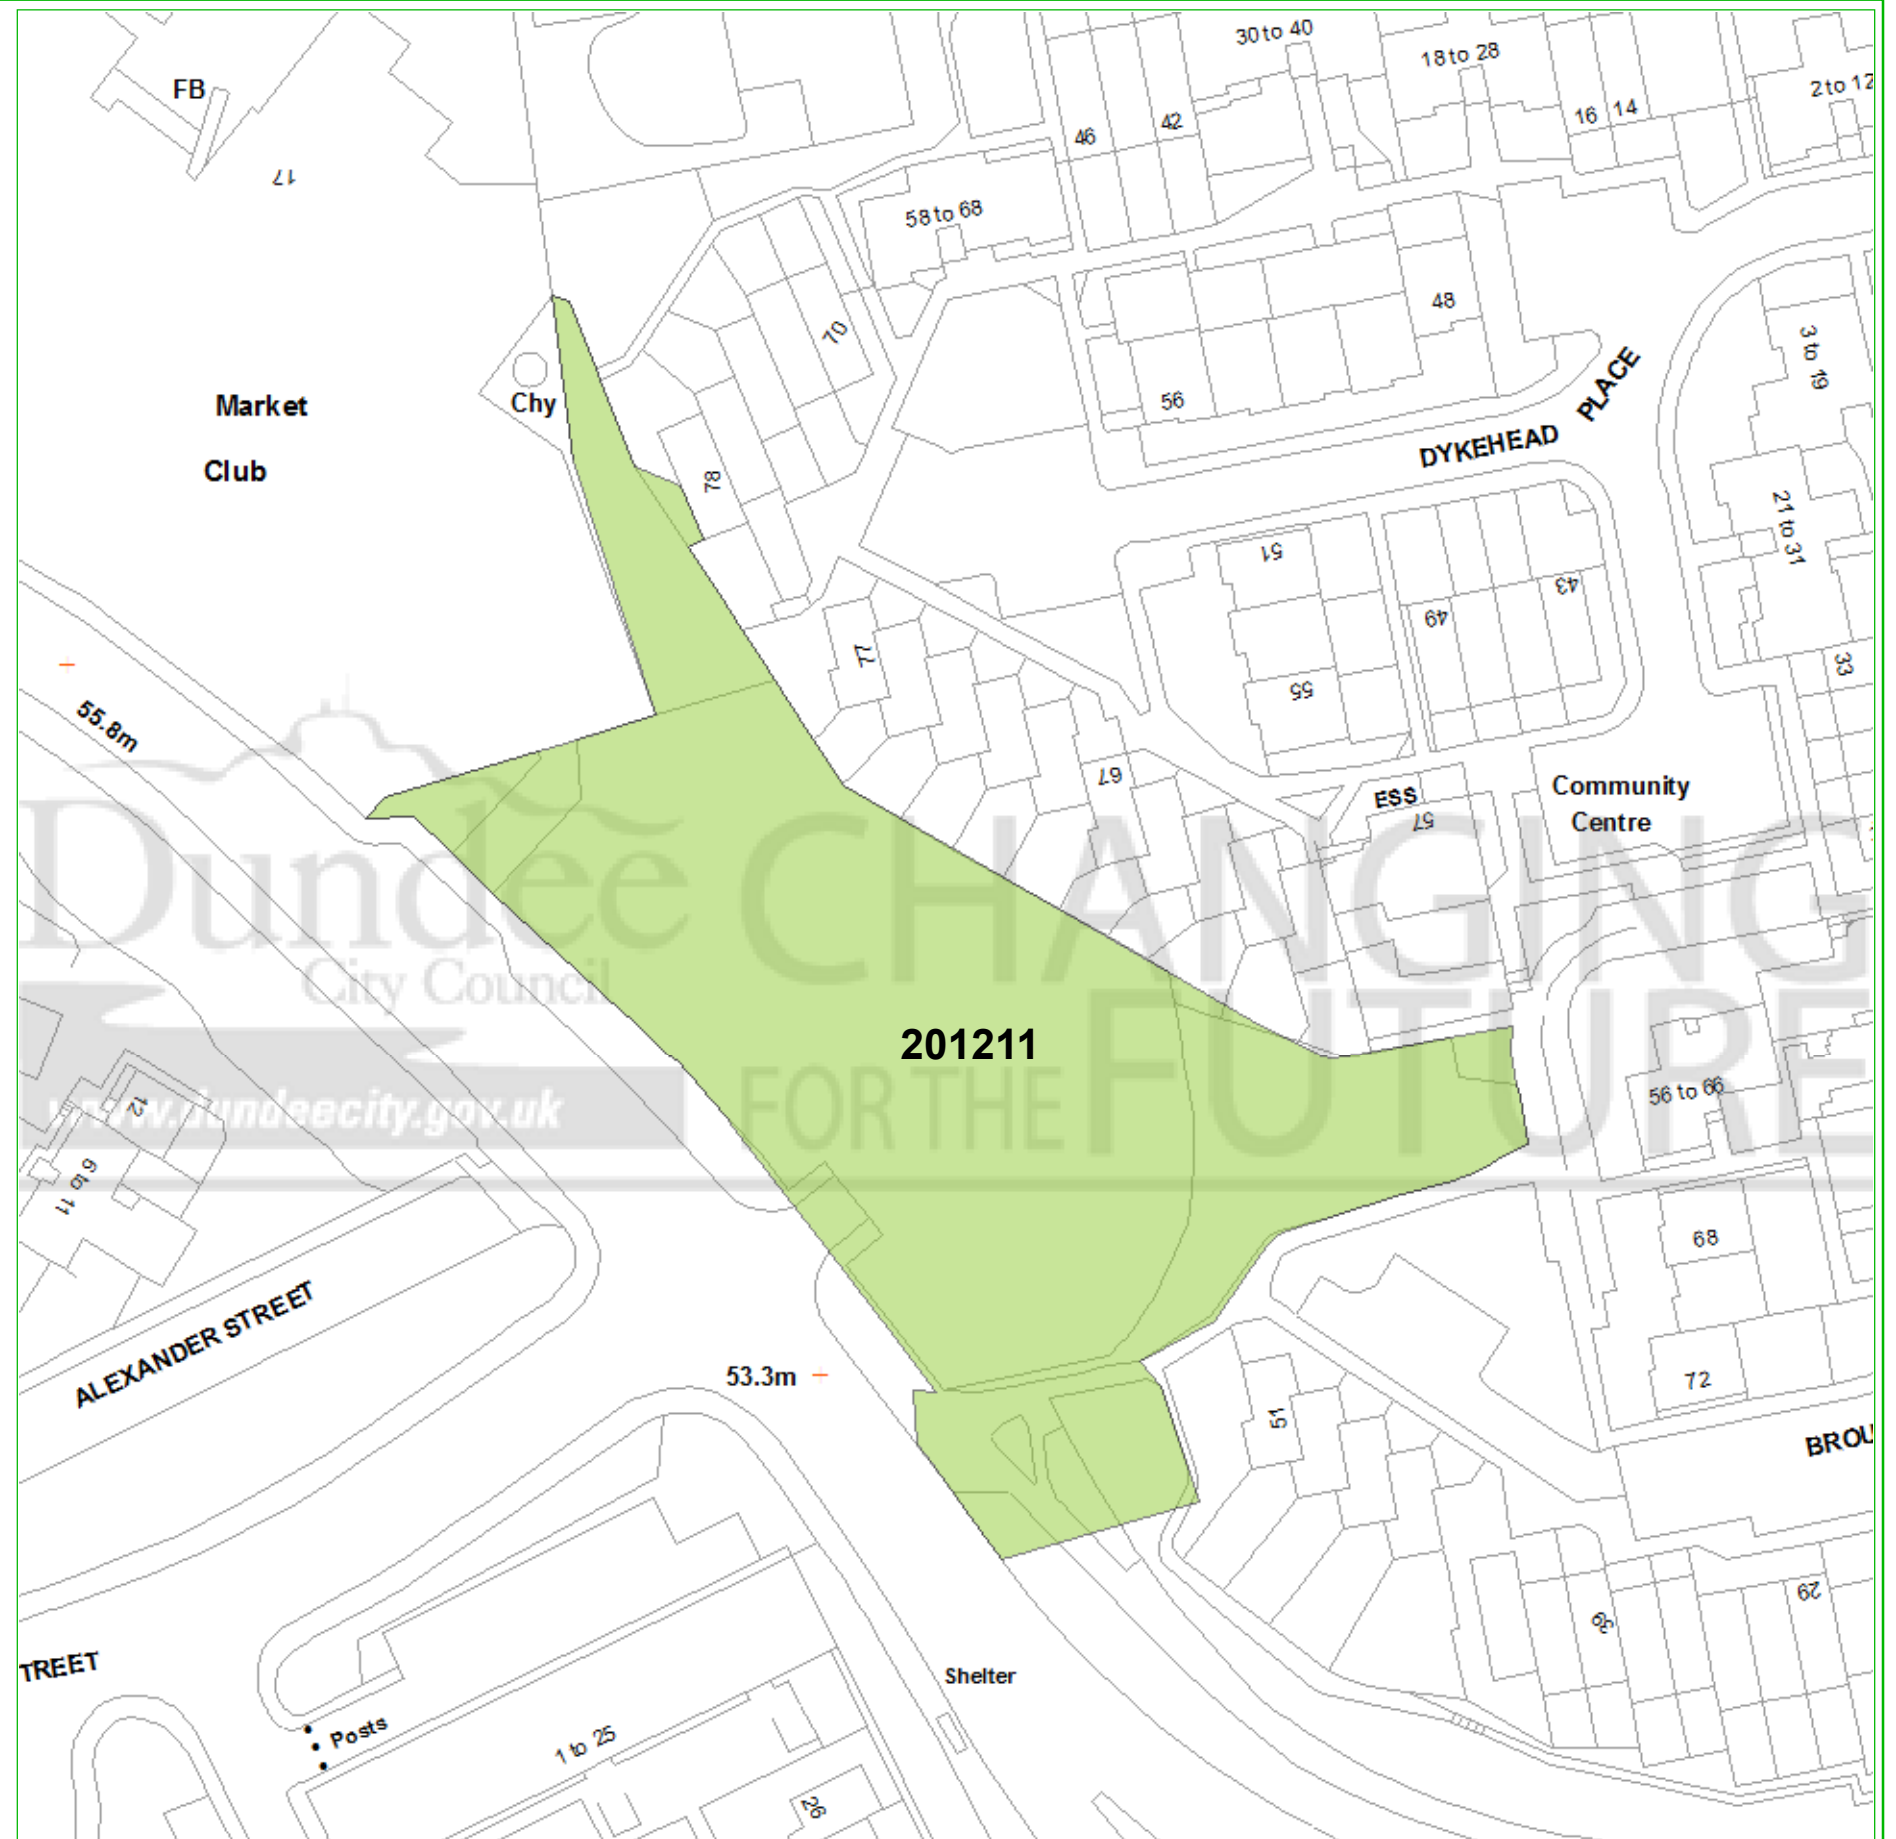 30 to 40
18 to 28
2 to 12
FB
46
42
16
14
17
58 to 68
48
70
3 to 19
Market
Club
Chy
56
DYKEHEAD PLACE
78
51
21 to 31
43
49
77
55
33
55.8m
67
ESS
57
Community
Centre
Dundee
City Council
CHANGING
FOR THE FUTURE
www.dundeecity.gov.uk
201211
12
6 to 11
56 to 66
68
ALEXANDER STREET
53.3m
72
51
BROU
29
39
TREET
Shelter
Posts
1 to 25
26